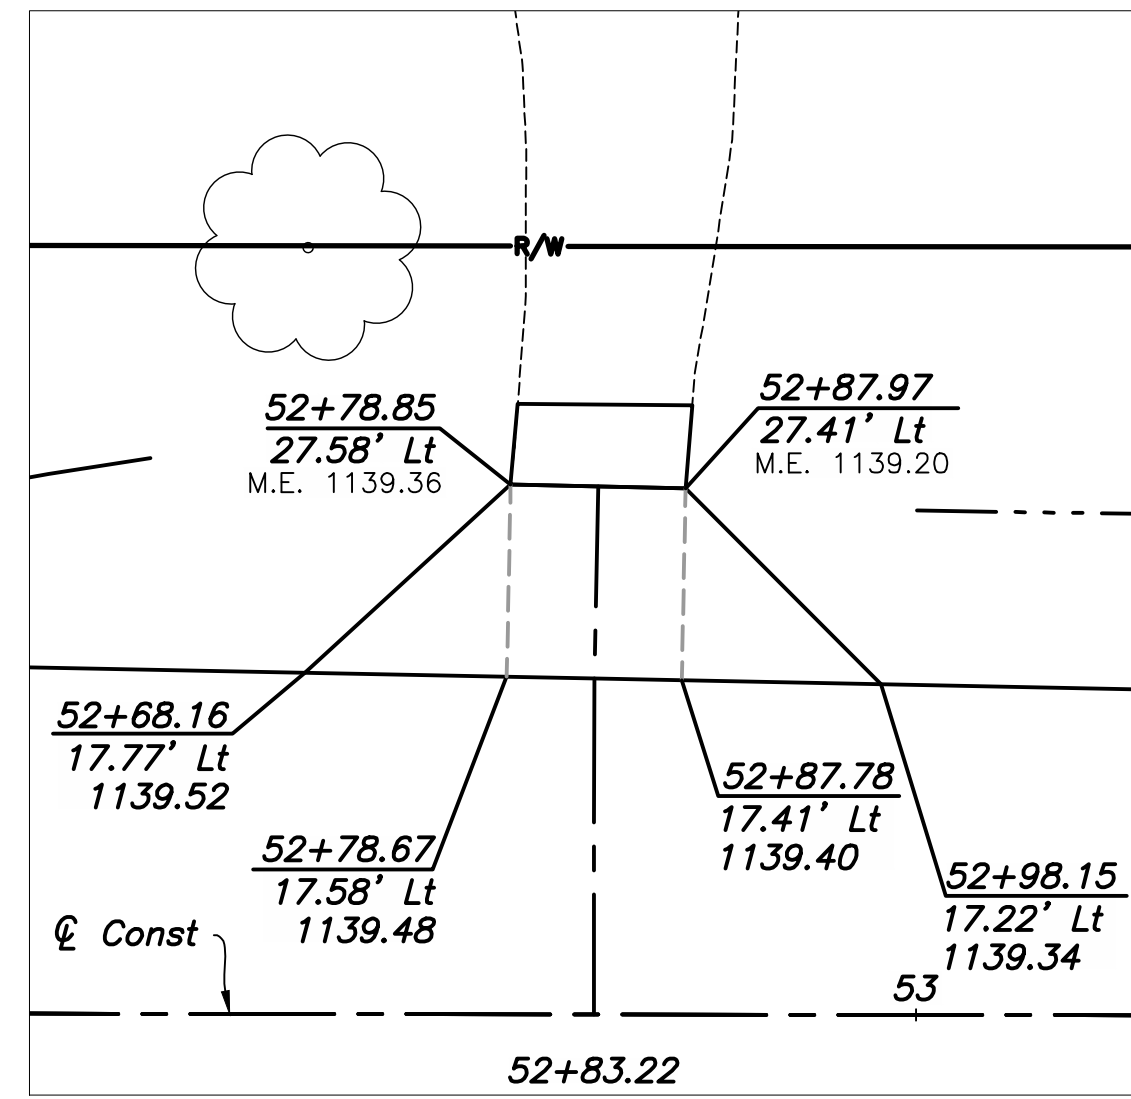 R/W
52+78.85
27.58' Lt
M.E. 1139.36
52+87.97
27.41' Lt
M.E. 1139.20
52+68.16
17.77' Lt
1139.52
52+78.67
17.58' Lt
1139.48
52+87.78
17.41' Lt
1139.40
52+98.15
17.22' Lt
1139.34
℄ Const
53
52+83.22